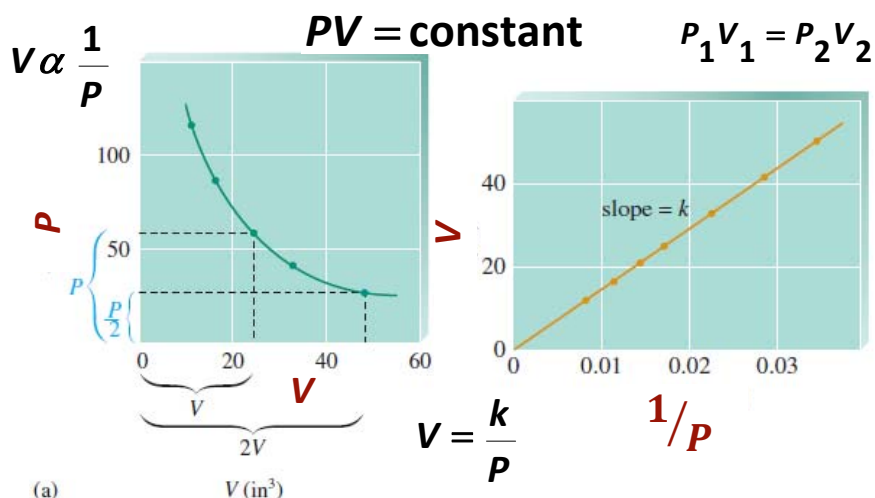 V α 1/P
PV = constant
P₁V₁ = P₂V₂
100
50
P
P
P/2
0 20 40 60
V
V
2V
(a) V (in³)
40
20
0
V
slope = k
0 0.01 0.02 0.03
V = k/P
1/P